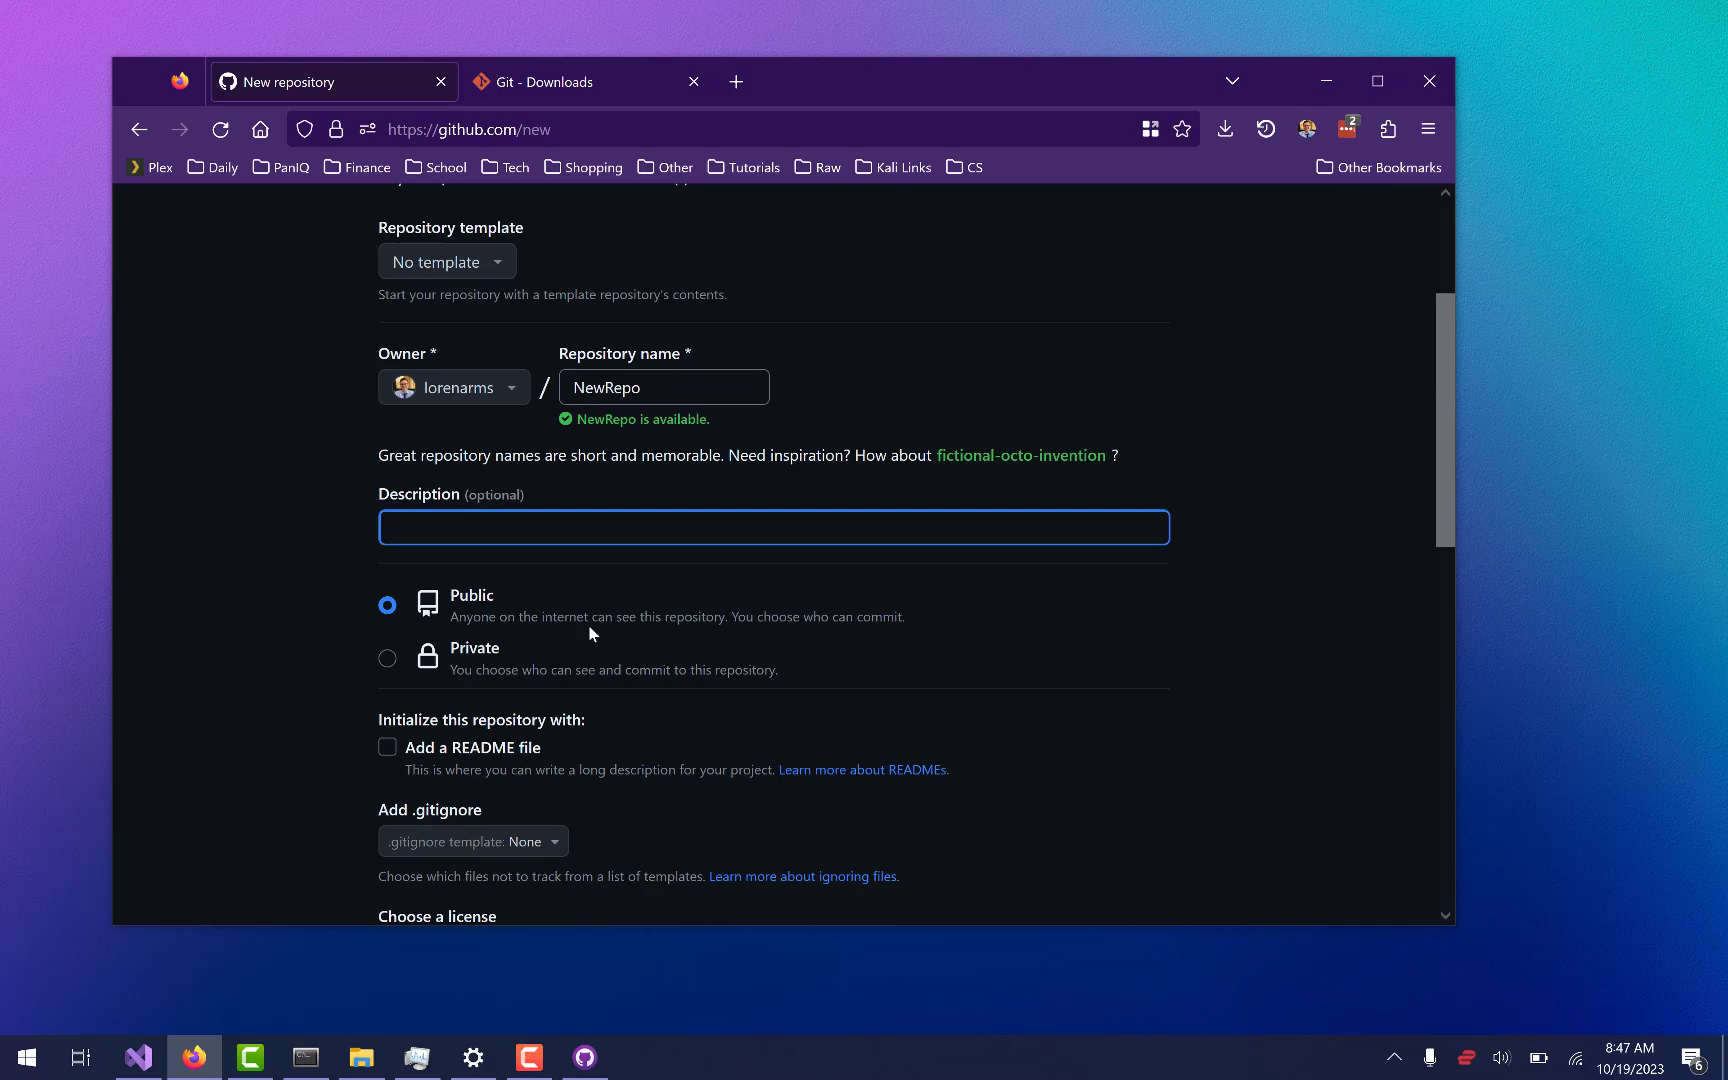 New repository
Git - Downloads
https://github.com/new
2
Plex
Daily
PanIQ
Finance
School
Tech
Shopping
Other
Tutorials
Raw
Kali Links
CS
Other Bookmarks
Repository template
No template
Start your repository with a template repository's contents.
Owner *
Repository name *
lorenarms
/
NewRepo
NewRepo is available.
Great repository names are short and memorable. Need inspiration? How about fictional-octo-invention ?
Description (optional)
Public
Anyone on the internet can see this repository. You choose who can commit.
Private
You choose who can see and commit to this repository.
Initialize this repository with:
Add a README file
This is where you can write a long description for your project. Learn more about READMEs.
Add .gitignore
.gitignore template: None
Choose which files not to track from a list of templates. Learn more about ignoring files.
Choose a license
8:47 AM
10/19/2023
6